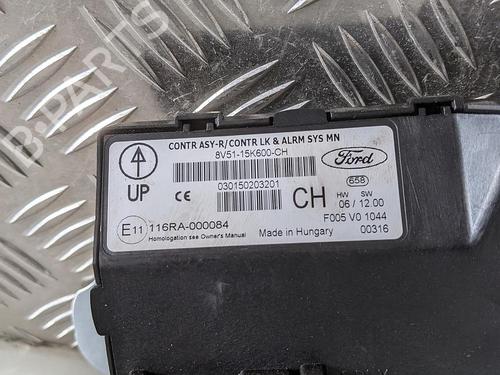 B-PARTS
CONTR ASY-R/CONTR LK & ALRM SYS MN
8V51-15K600-CH
Ford
UP
030150203201
CE
CH
658
HW SW
06 / 12.00
E11 116RA-000084
F005 V0 1044
Homologation see Owner's Manual
Made in Hungary
00316